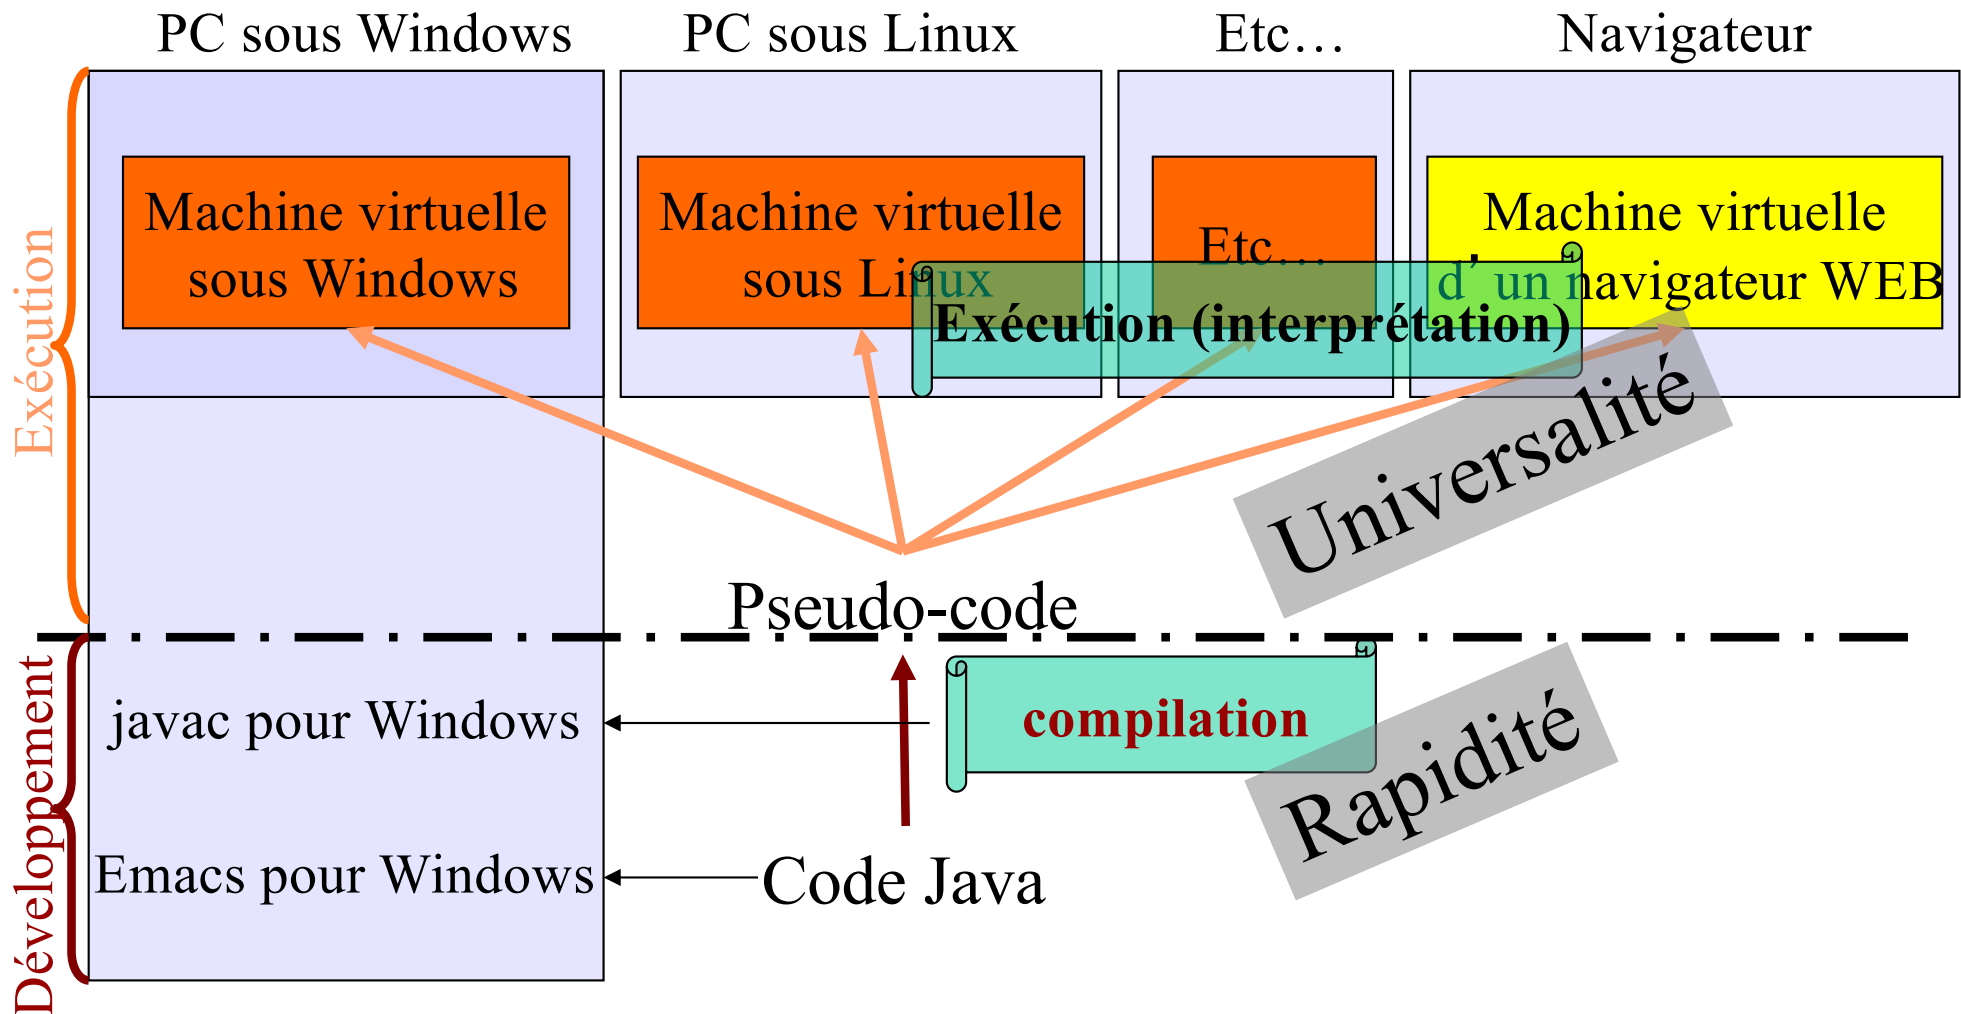 PC sous Windows
PC sous Linux
Etc…
Navigateur
Machine virtuelle
sous Windows
Machine virtuelle
sous Linux
Etc…
Machine virtuelle
d’un navigateur WEB
Exécution (interprétation)
Exécution
Universalité
Pseudo-code
Développement
javac pour Windows
compilation
Rapidité
Emacs pour Windows
Code Java